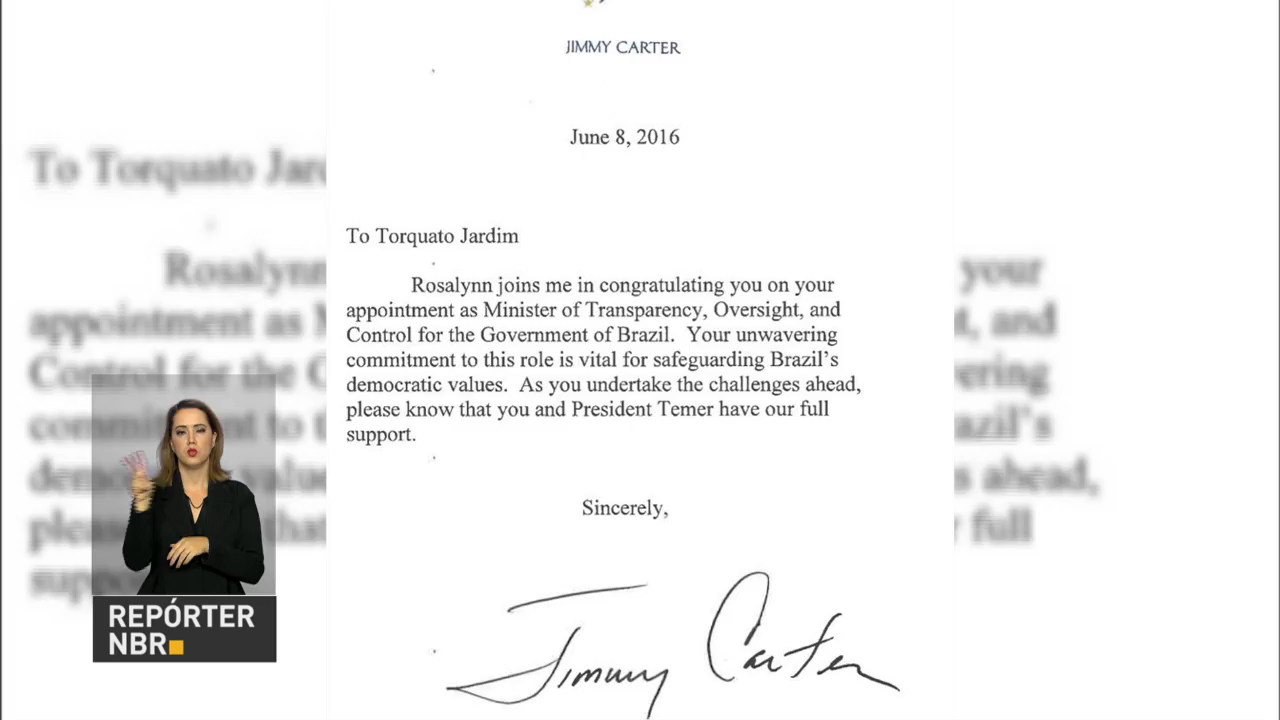 JIMMY CARTER
June 8, 2016
To Torquato Jardim
Rosalynn joins me in congratulating you on your
appointment as Minister of Transparency, Oversight, and
Control for the Government of Brazil.  Your unwavering
commitment to this role is vital for safeguarding Brazil's
democratic values.  As you undertake the challenges ahead,
please know that you and President Temer have our full
support.
Sincerely,
Jimmy Carter
REPÓRTER
NBR